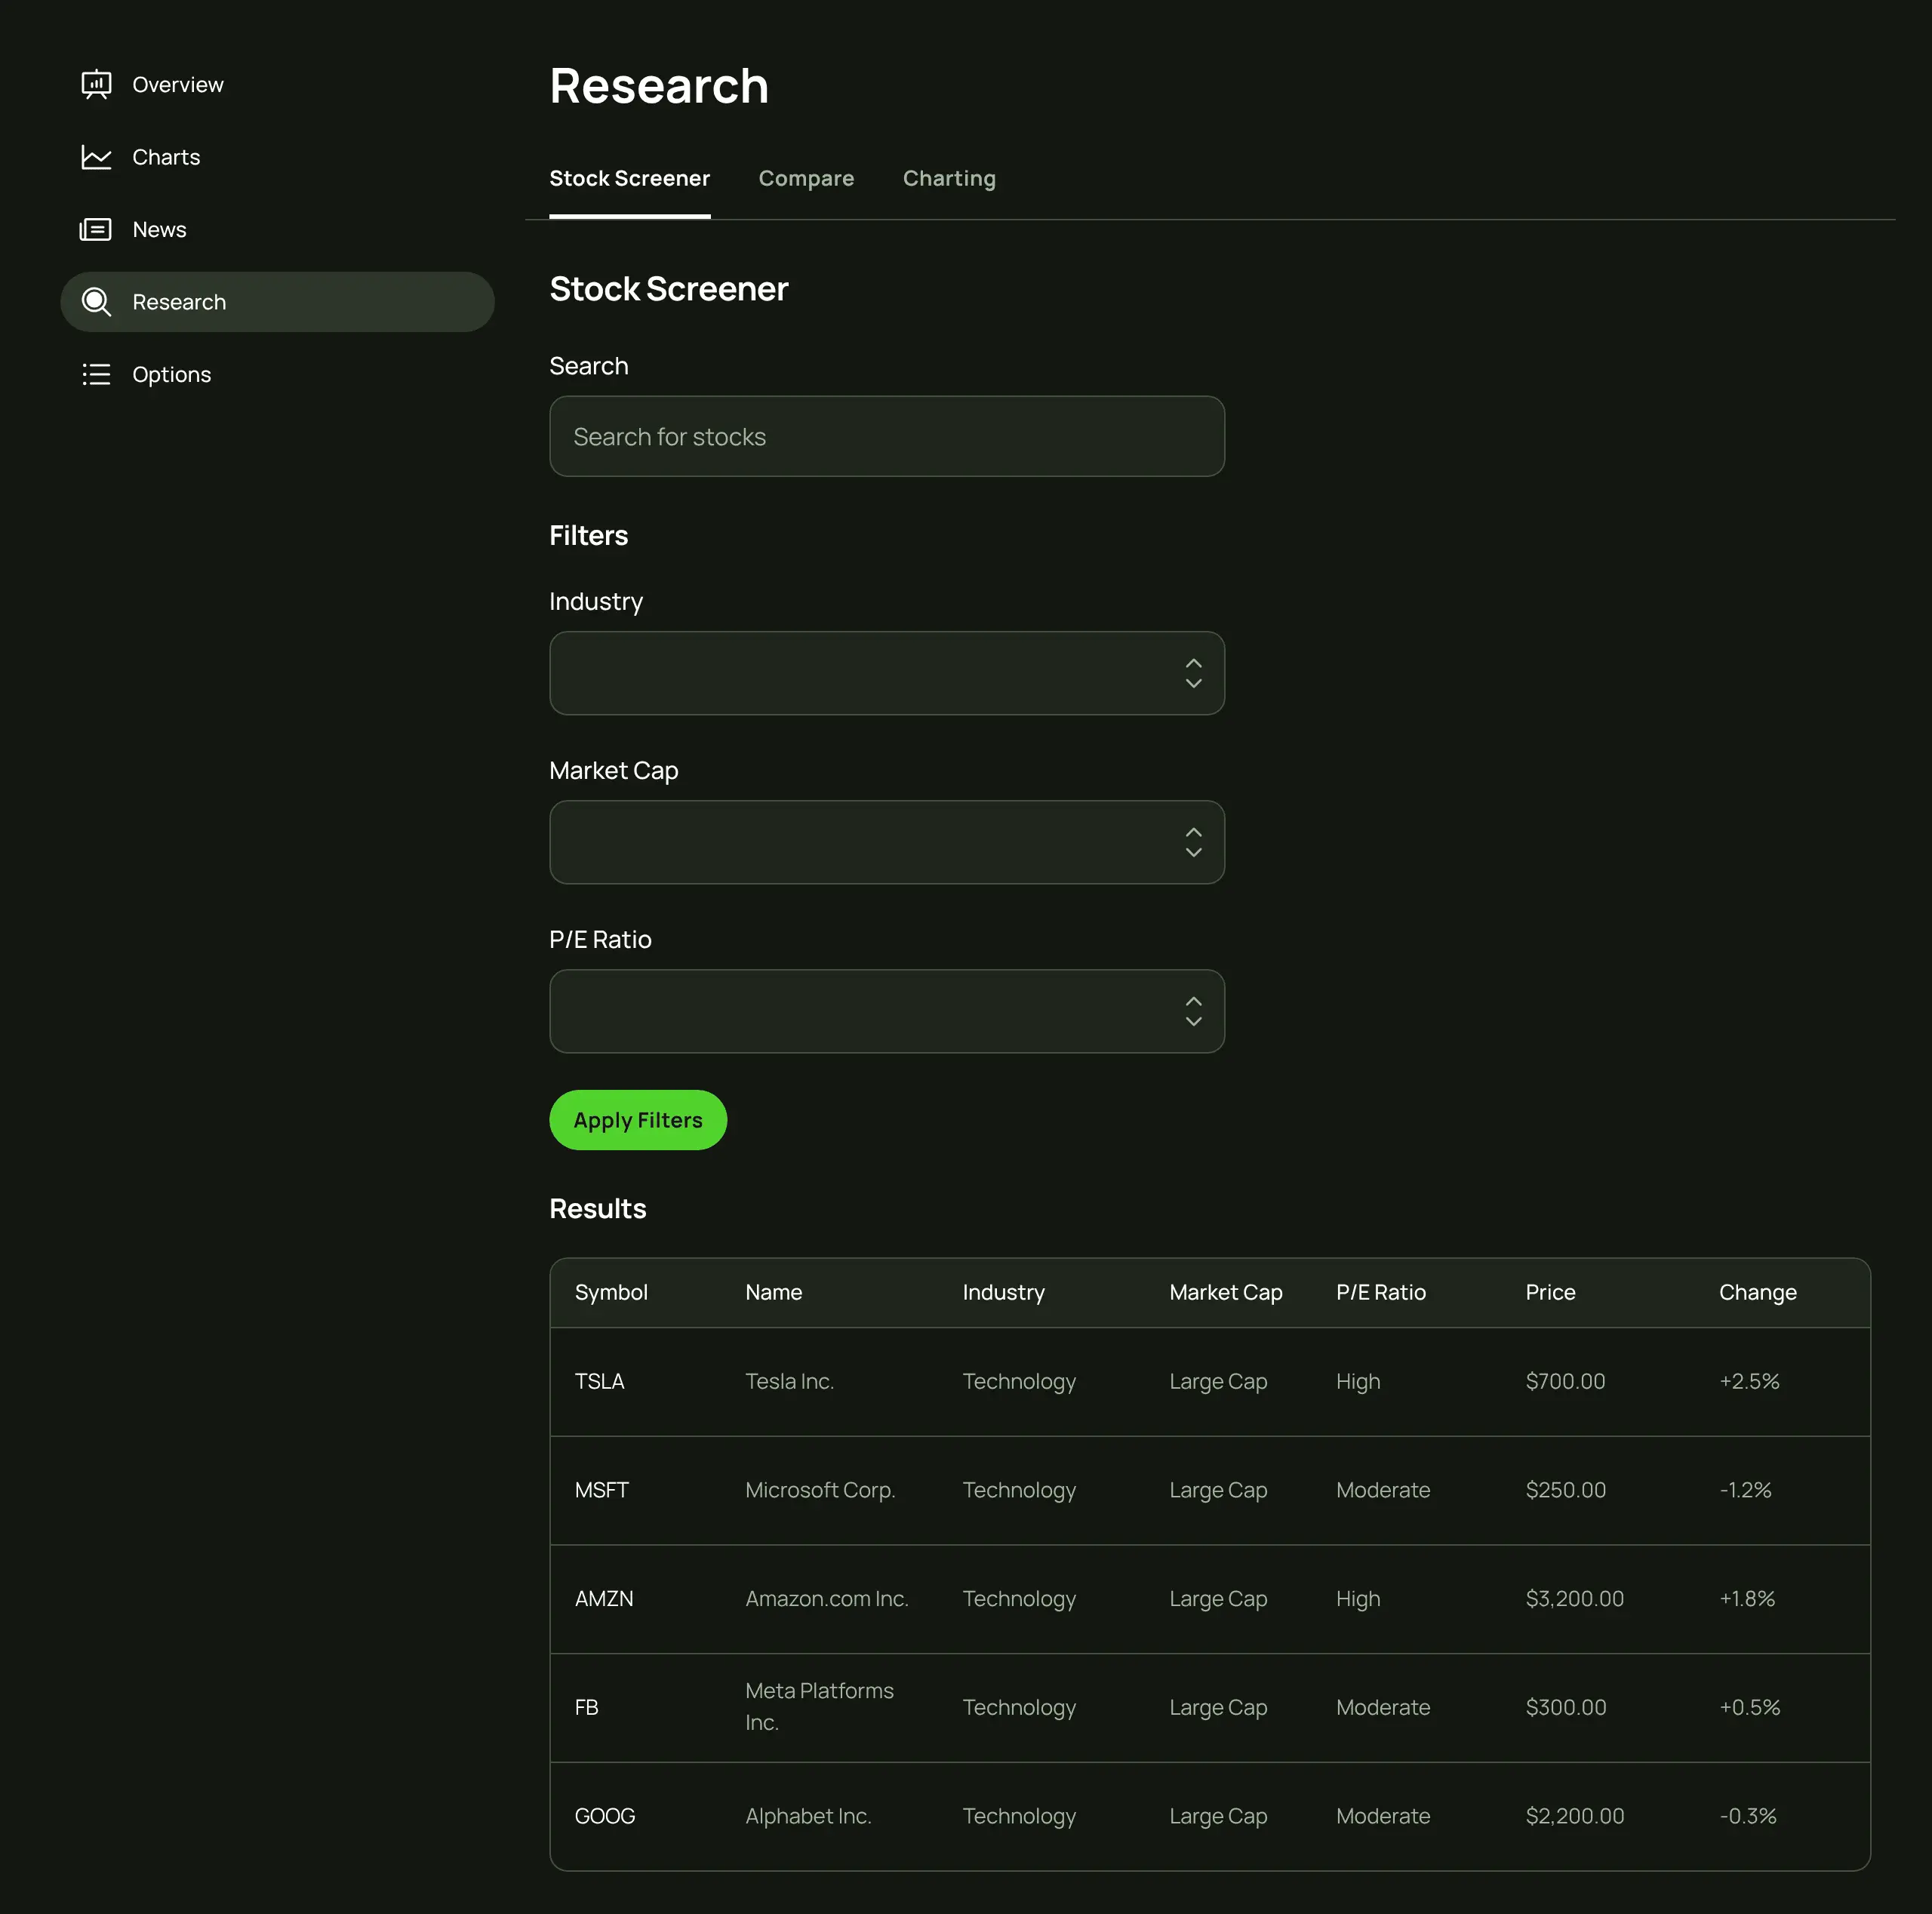 Overview
Charts
News
Research
Options
Research
Stock Screener Compare Charting
Stock Screener
Search
Search for stocks
Filters
Industry
Market Cap
P/E Ratio
Apply Filters
Results
Symbol Name Industry Market Cap P/E Ratio Price Change
TSLA Tesla Inc. Technology Large Cap High $700.00 +2.5%
MSFT Microsoft Corp. Technology Large Cap Moderate $250.00 -1.2%
AMZN Amazon.com Inc. Technology Large Cap High $3,200.00 +1.8%
FB Meta Platforms Inc. Technology Large Cap Moderate $300.00 +0.5%
GOOG Alphabet Inc. Technology Large Cap Moderate $2,200.00 -0.3%